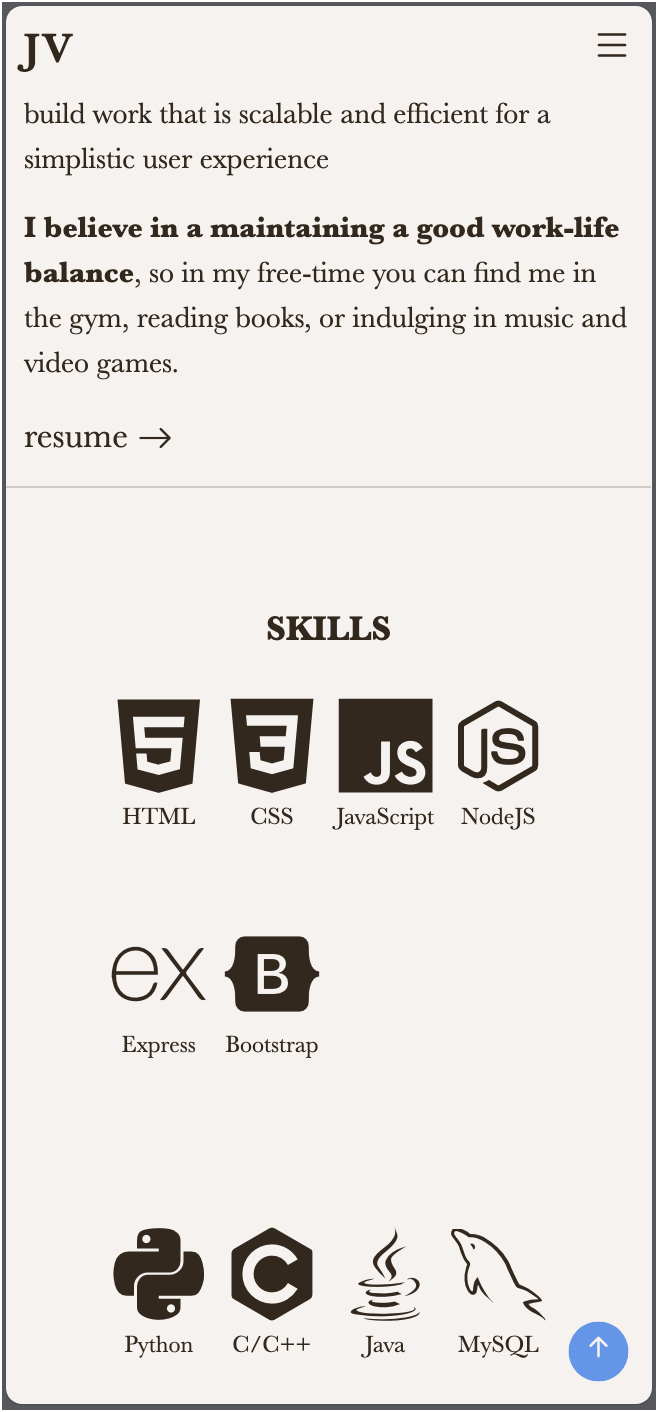 JV
build work that is scalable and efficient for a
simplistic user experience
I believe in a maintaining a good work-life
balance, so in my free-time you can find me in
the gym, reading books, or indulging in music and
video games.
resume →
SKILLS
5 3 JS JS
HTML CSS JavaScript NodeJS
ex B
Express Bootstrap
C
Python C/C++ Java MySQL